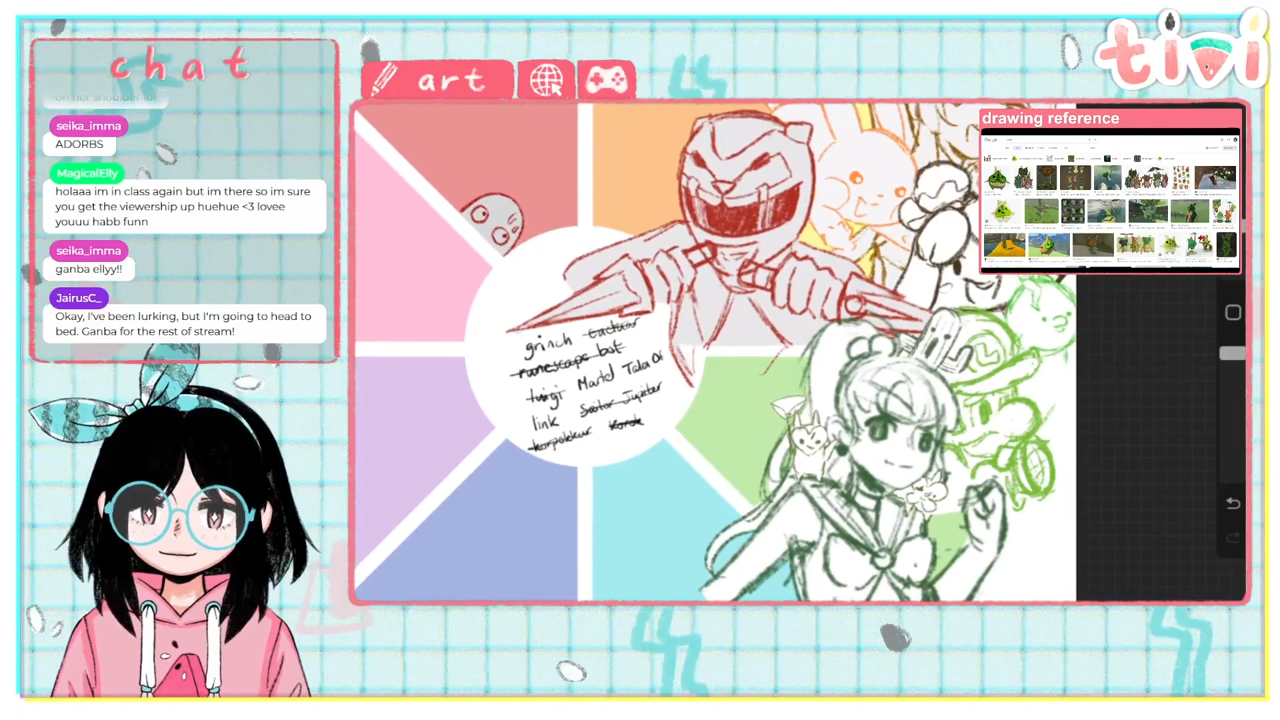 chat
on her shoulder lol
seika_imma
ADORBS
MagicalElly
holaaa im in class again but im there so im sure
you get the viewership up huehue <3 lovee
youuu habb funn
seika_imma
ganba ellyy!!
JairusC_
Okay, I've been lurking, but I'm going to head to
bed. Ganba for the rest of stream!
art
tivi
drawing reference
grinch cactuar
runescape bot
luigi Martel Tala
link Sailor Jupiter
korpokkur Korok